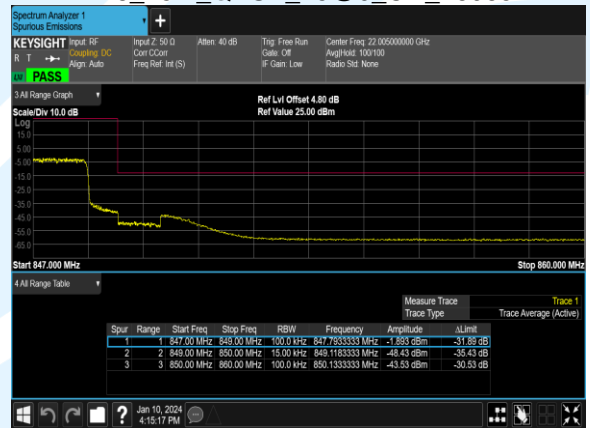 Spectrum Analyzer 1
Spurious Emissions
+
KEYSIGHT Input: RF Input Z: 50 Ω Atten: 40 dB Trig: Free Run Center Freq: 22.005000000 GHz
R T Coupling: DC Corr CCorr Gate: Off Avg|Hold: 100/100
Align: Auto Freq Ref: Int (S) IF Gain: Low Radio Std: None
PASS
3 All Range Graph
Ref Lvl Offset 4.80 dB
Scale/Div 10.0 dB Ref Value 25.00 dBm
Log
15.0
5.00
-5.00
-15.0
-25.0
-35.0
-45.0
-55.0
-65.0
Start 847.000 MHz Stop 860.000 MHz
4 All Range Table
Measure Trace Trace 1
Trace Type Trace Average (Active)
Spur Range Start Freq Stop Freq RBW Frequency Amplitude ΔLimit
1 1 847.00 MHz 849.00 MHz 100.0 kHz 847.7933333 MHz -1.893 dBm -31.89 dB
2 2 849.00 MHz 850.00 MHz 15.00 kHz 849.1183333 MHz -48.43 dBm -35.43 dB
3 3 850.00 MHz 860.00 MHz 100.0 kHz 850.1333333 MHz -43.53 dBm -30.53 dB
? Jan 10, 2024
4:15:17 PM